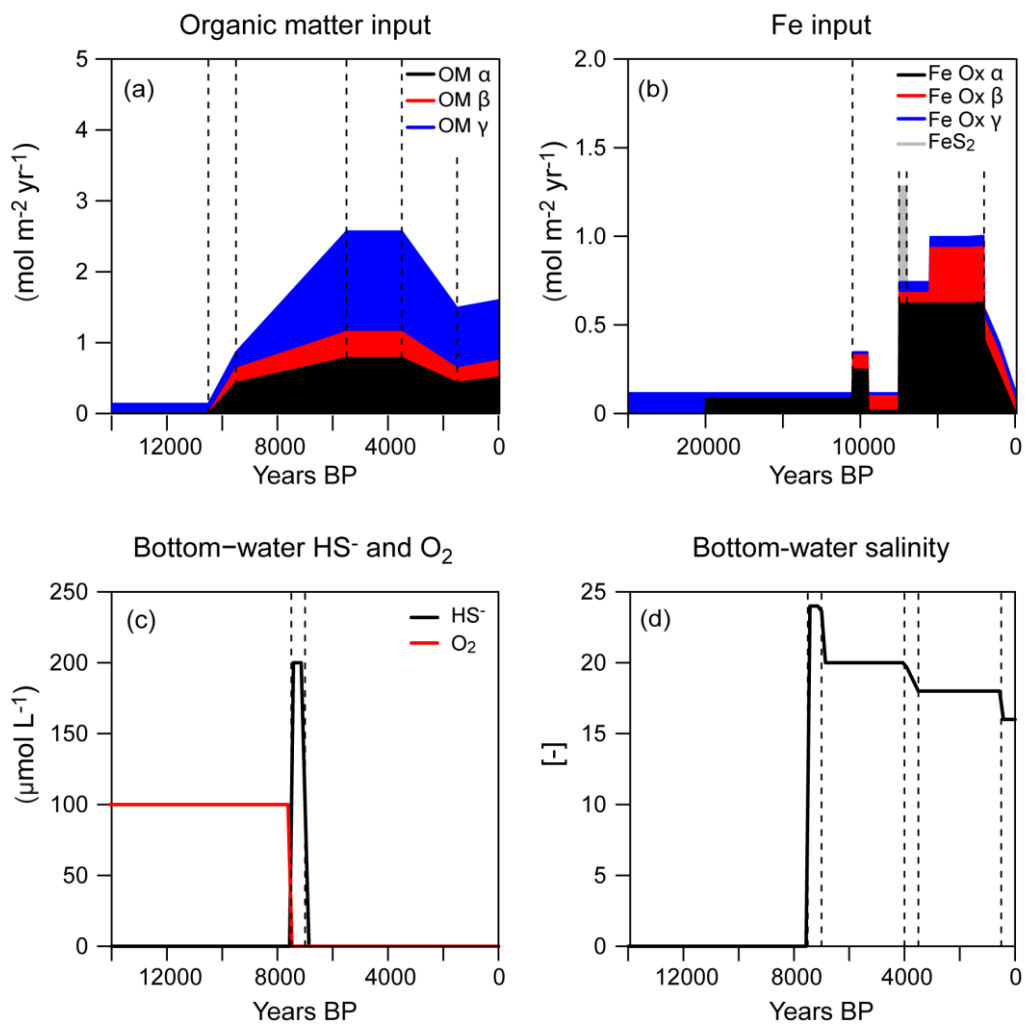 Organic matter input
(a)
OM α
OM β
OM γ
5
4
3
2
1
0
(mol m⁻² yr⁻¹)
12000 8000 4000 0
Years BP
Fe input
(b)
Fe Ox α
Fe Ox β
Fe Ox γ
FeS₂
2.0
1.5
1.0
0.5
0
(mol m⁻² yr⁻¹)
20000 10000 0
Years BP
Bottom−water HS⁻ and O₂
(c)
HS⁻
O₂
250
200
150
100
50
0
(µmol L⁻¹)
12000 8000 4000 0
Years BP
Bottom-water salinity
(d)
25
20
15
10
5
0
[-]
12000 8000 4000 0
Years BP